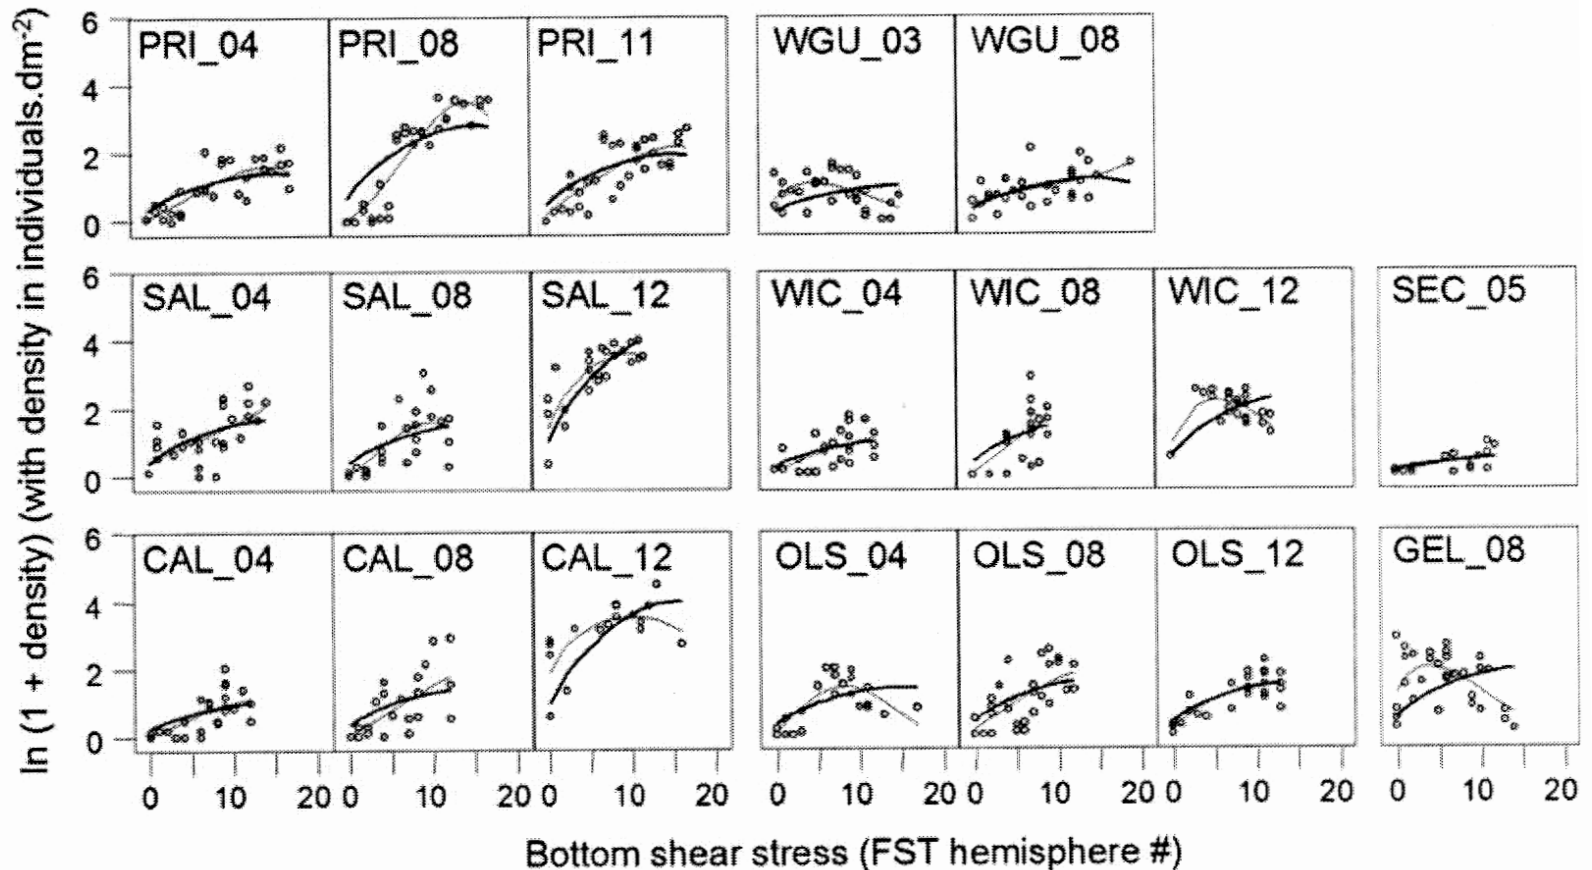 ln (1 + density) (with density in individuals.dm-2)
6 PRI_04 PRI_08 PRI_11 WGU_03 WGU_08
4
2
0
6 SAL_04 SAL_08 SAL_12 WIC_04 WIC_08 WIC_12 SEC_05
4
2
0
6 CAL_04 CAL_08 CAL_12 OLS_04 OLS_08 OLS_12 GEL_08
4
2
0
0 10 20 0 10 20 0 10 20 0 10 20 0 10 20 0 10 20 0 10 20
Bottom shear stress (FST hemisphere #)